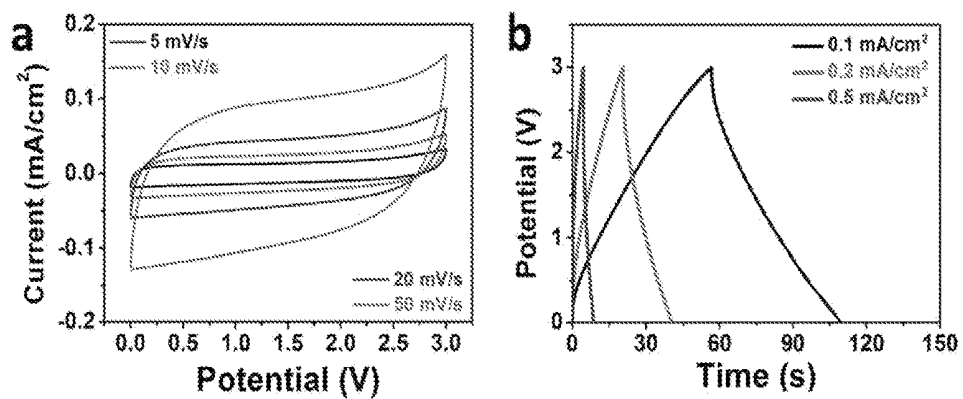 a
5 mV/s
10 mV/s
20 mV/s
50 mV/s
Current (mA/cm²)
0.2
0.1
0.0
-0.1
-0.2
0.0 0.5 1.0 1.5 2.0 2.5 3.0
Potential (V)
b
0.1 mA/cm²
0.2 mA/cm²
0.5 mA/cm²
Potential (V)
3
2
1
0
0 30 60 90 120 150
Time (s)